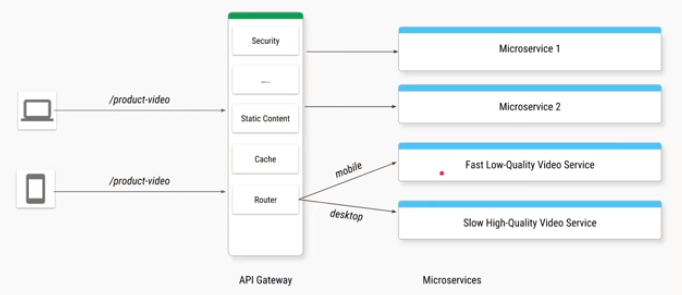 Security
.....
Static Content
Cache
Router
/product-video
/product-video
mobile
desktop
Microservice 1
Microservice 2
Fast Low-Quality Video Service
Slow High-Quality Video Service
API Gateway
Microservices